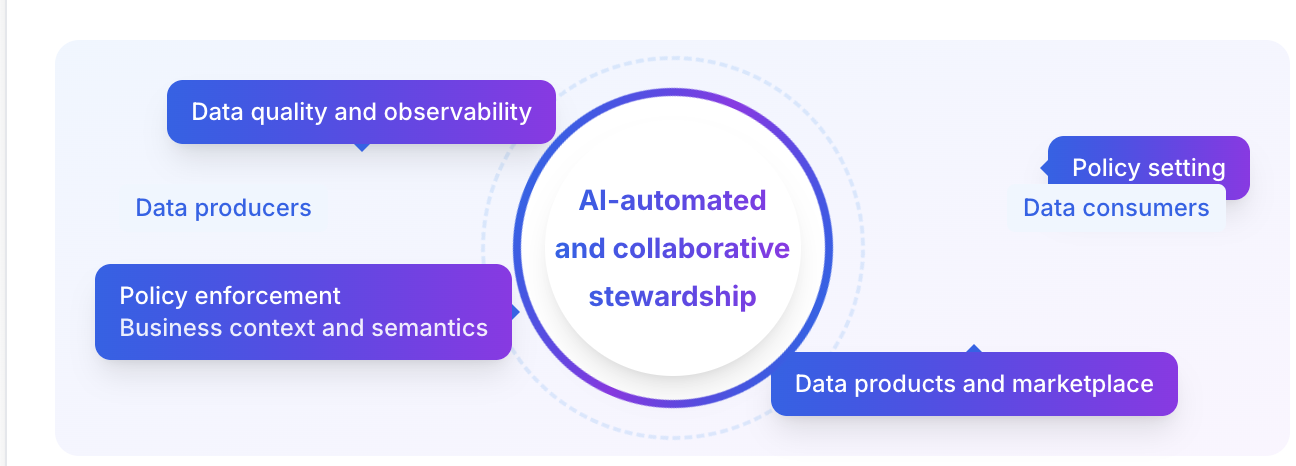 Data quality and observability
Policy setting
Data producers
AI-automated
and collaborative
stewardship
Data consumers
Policy enforcement
Business context and semantics
Data products and marketplace